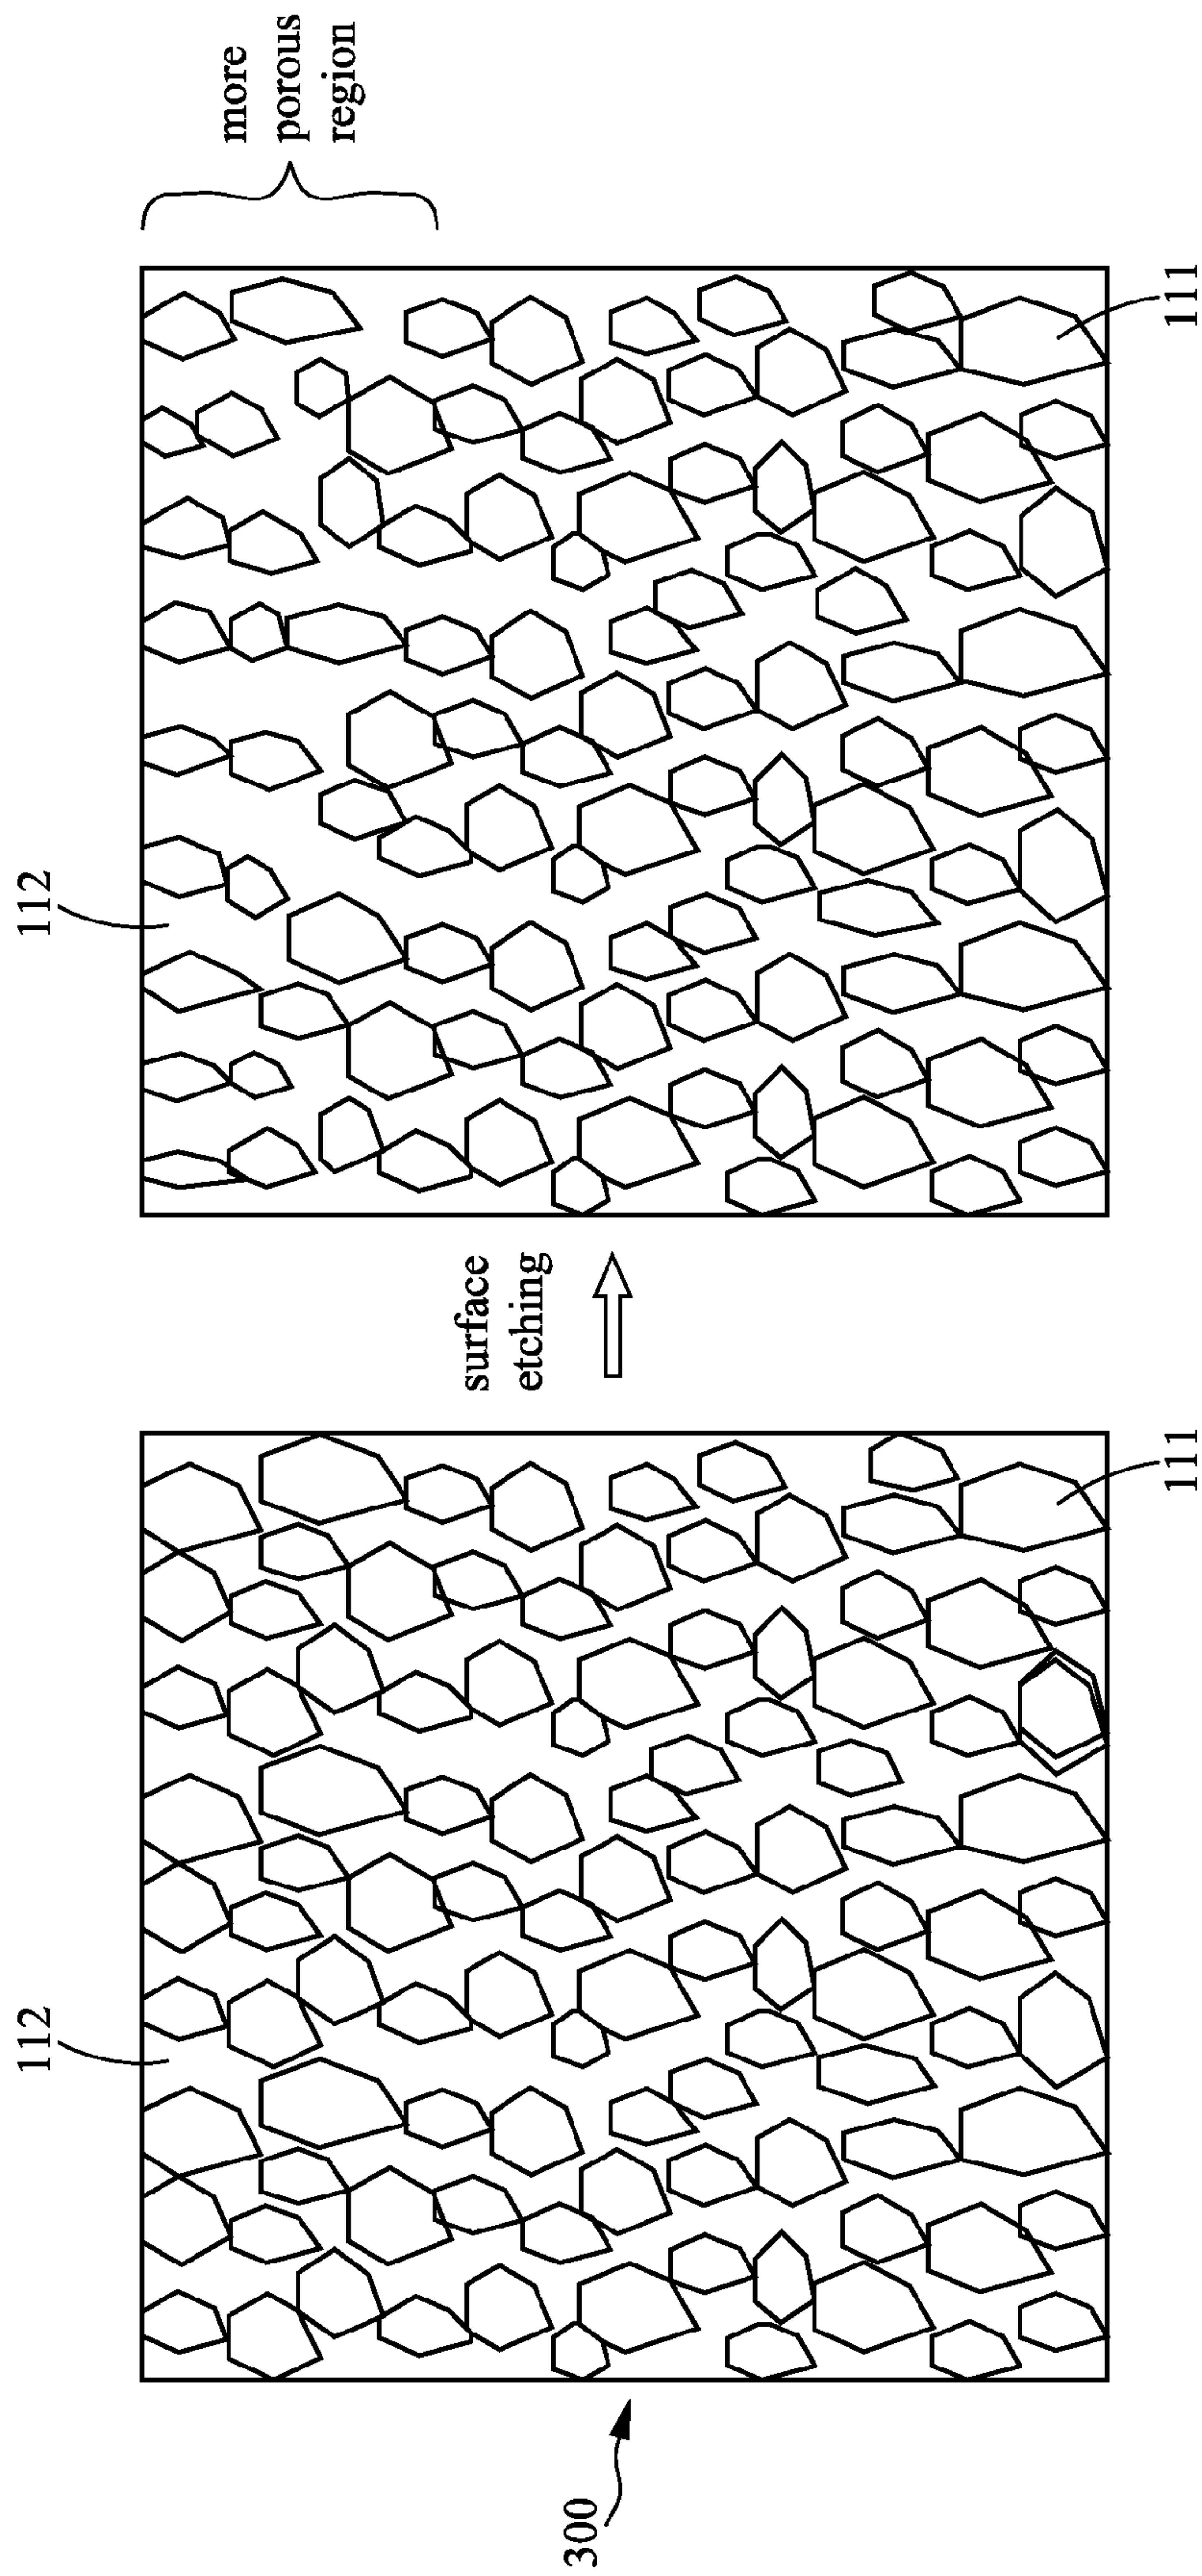 300
112
111
surface
etching
112
111
more
porous
region